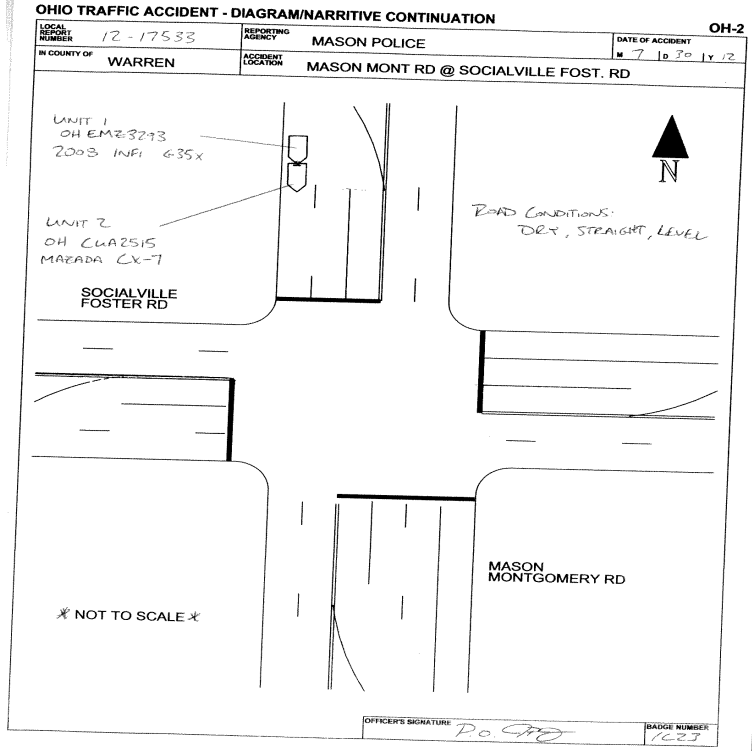 OHIO TRAFFIC ACCIDENT - DIAGRAM/NARRITIVE CONTINUATION
OH-2
LOCAL REPORT NUMBER 12-17533
REPORTING AGENCY MASON POLICE
DATE OF ACCIDENT
M 7 D 30 Y 12
IN COUNTY OF WARREN
ACCIDENT LOCATION MASON MONT RD @ SOCIALVILLE FOST. RD
UNIT 1
OH EMZ3293
2008 INFI G35X
N
ROAD CONDITIONS:
DRY, STRAIGHT, LEVEL
UNIT 2
OH CUA2515
MAZADA CX-7
SOCIALVILLE
FOSTER RD
MASON
MONTGOMERY RD
* NOT TO SCALE *
OFFICER'S SIGNATURE P.O.
BADGE NUMBER
1C23